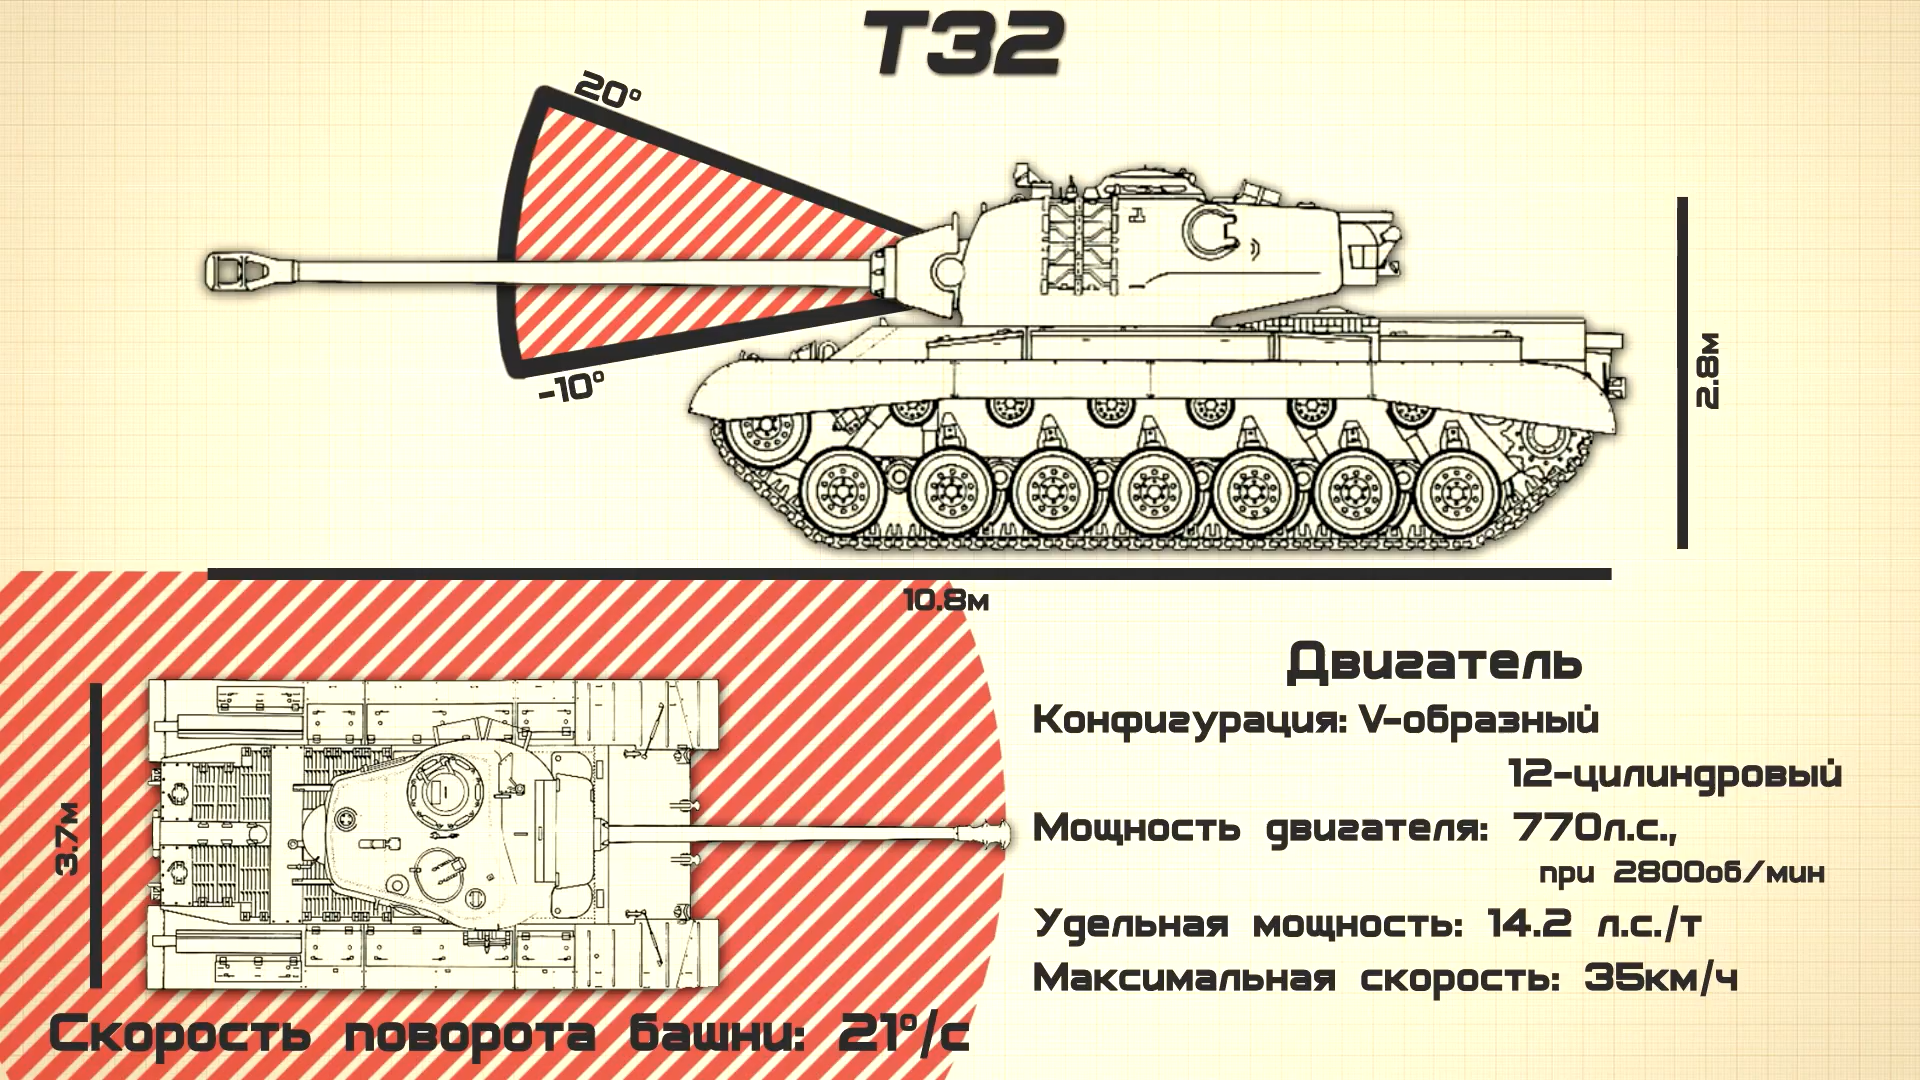 T32
20°
-10°
2.8м
10.8м
3.7м
Двигатель
Конфигурация: V-образный
12-цилиндровый
Мощность двигателя: 770л.с.,
при 2800об/мин
Удельная мощность: 14.2 л.с./т
Максимальная скорость: 35км/ч
Скорость поворота башни: 21°/с